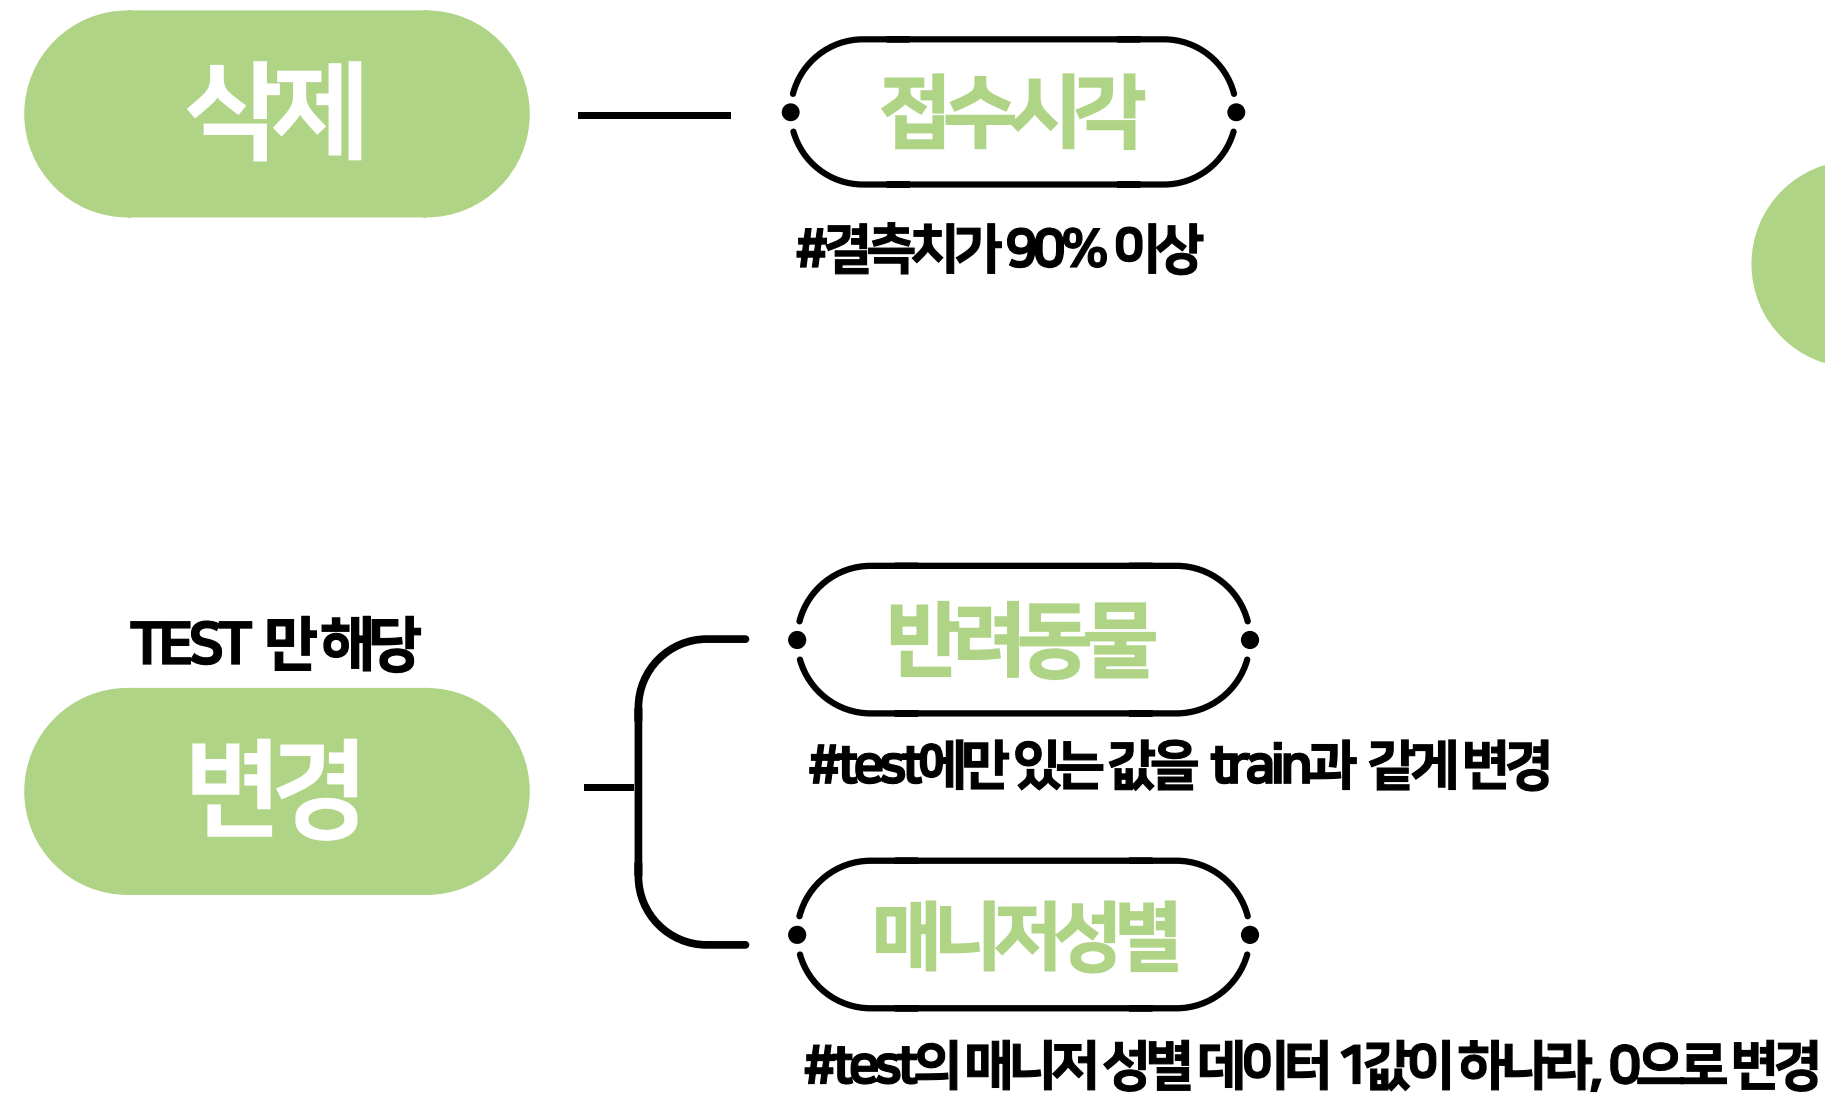 삭제
접수시각
#결측치가 90% 이상
TEST 만 해당
변경
반려동물
#test에만 있는 값을 train과 같게 변경
매니저성별
#test의 매니저 성별 데이터 1값이 하나라, 0으로 변경